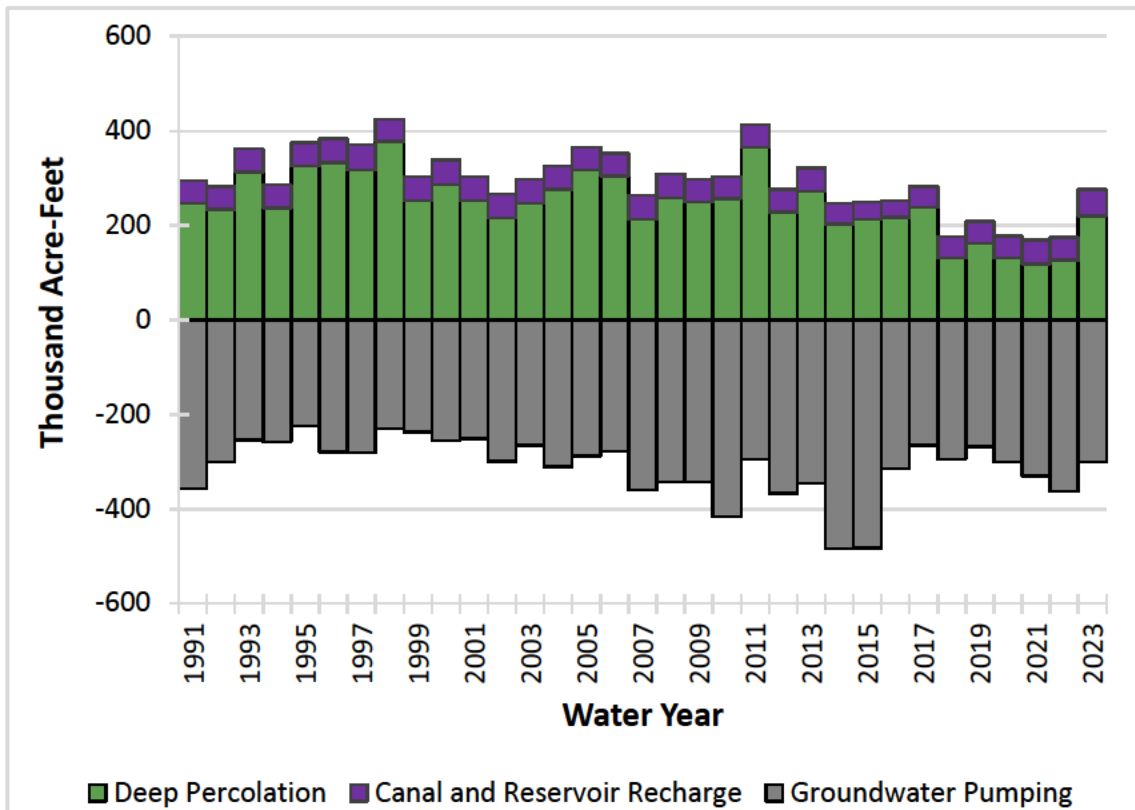 600
400
200
0
-200
-400
-600
Thousand Acre-Feet
1991 1993 1995 1997 1999 2001 2003 2005 2007 2009 2011 2013 2015 2017 2019 2021 2023
Water Year
Deep Percolation Canal and Reservoir Recharge Groundwater Pumping